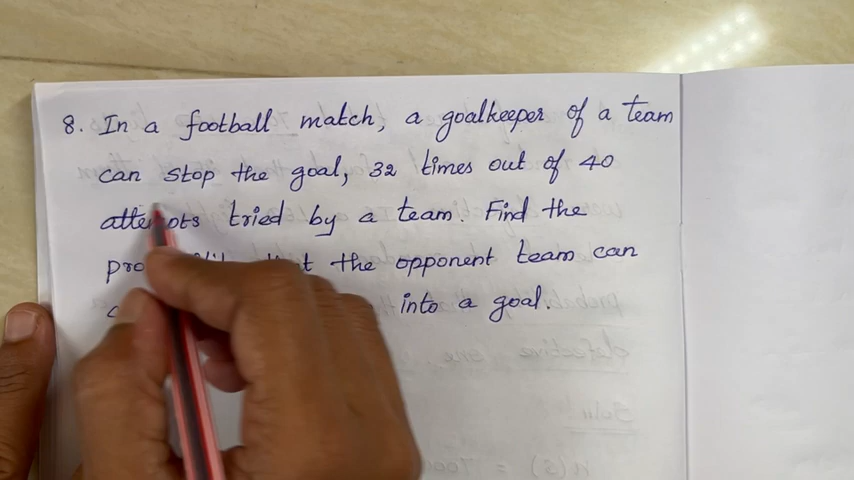 8. In a football match, a goalkeeper of a team
can stop the goal, 32 times out of 40
attempts tried by a team. Find the
the opponent team can
into a goal.